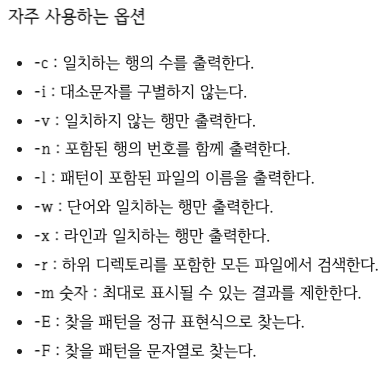 자주 사용하는 옵션
• -c : 일치하는 행의 수를 출력한다.
• -i : 대소문자를 구별하지 않는다.
• -v : 일치하지 않는 행만 출력한다.
• -n : 포함된 행의 번호를 함께 출력한다.
• -l : 패턴이 포함된 파일의 이름을 출력한다.
• -w : 단어와 일치하는 행만 출력한다.
• -x : 라인과 일치하는 행만 출력한다.
• -r : 하위 디렉토리를 포함한 모든 파일에서 검색한다.
• -m 숫자 : 최대로 표시될 수 있는 결과를 제한한다.
• -E : 찾을 패턴을 정규 표현식으로 찾는다.
• -F : 찾을 패턴을 문자열로 찾는다.